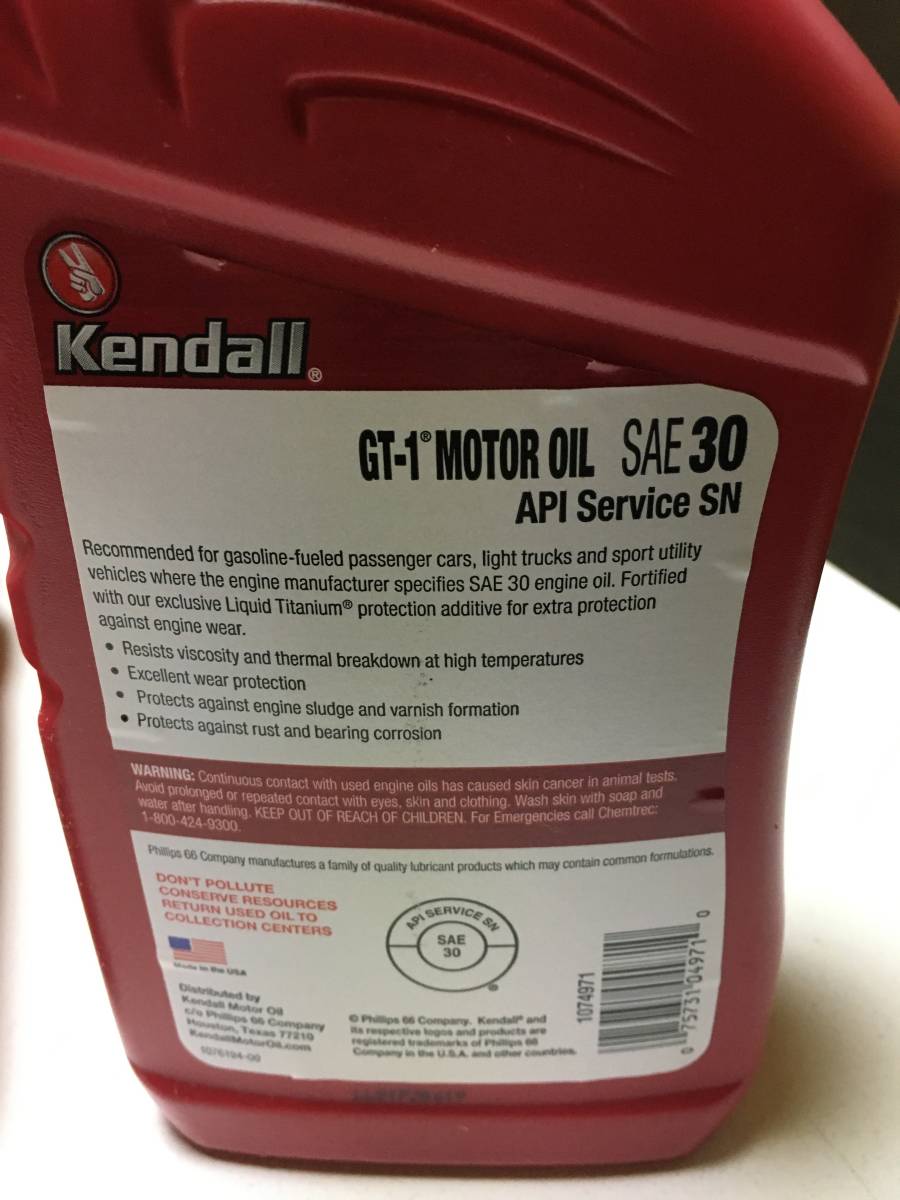 Kendall®
GT-1® MOTOR OIL SAE 30
API Service SN
Recommended for gasoline-fueled passenger cars, light trucks and sport utility
vehicles where the engine manufacturer specifies SAE 30 engine oil. Fortified
with our exclusive Liquid Titanium® protection additive for extra protection
against engine wear.
• Resists viscosity and thermal breakdown at high temperatures
• Excellent wear protection
• Protects against engine sludge and varnish formation
• Protects against rust and bearing corrosion
WARNING: Continuous contact with used engine oils has caused skin cancer in animal tests.
Avoid prolonged or repeated contact with eyes, skin and clothing. Wash skin with soap and
water after handling. KEEP OUT OF REACH OF CHILDREN. For Emergencies call Chemtrec:
1-800-424-9300.
Phillips 66 Company manufactures a family of quality lubricant products which may contain common formulations.
DON'T POLLUTE
CONSERVE RESOURCES
RETURN USED OIL TO
COLLECTION CENTERS
Made in the USA
Distributed by
Kendall Motor Oil
c/o Phillips 66 Company
Houston, Texas 77210
KendallMotorOil.com
API SERVICE SN
SAE
30
®
© Phillips 66 Company. Kendall® and
its respective logos and products are
registered trademarks of Phillips 66
Company in the U.S.A. and other countries.
1074971
0 75731 04971 0